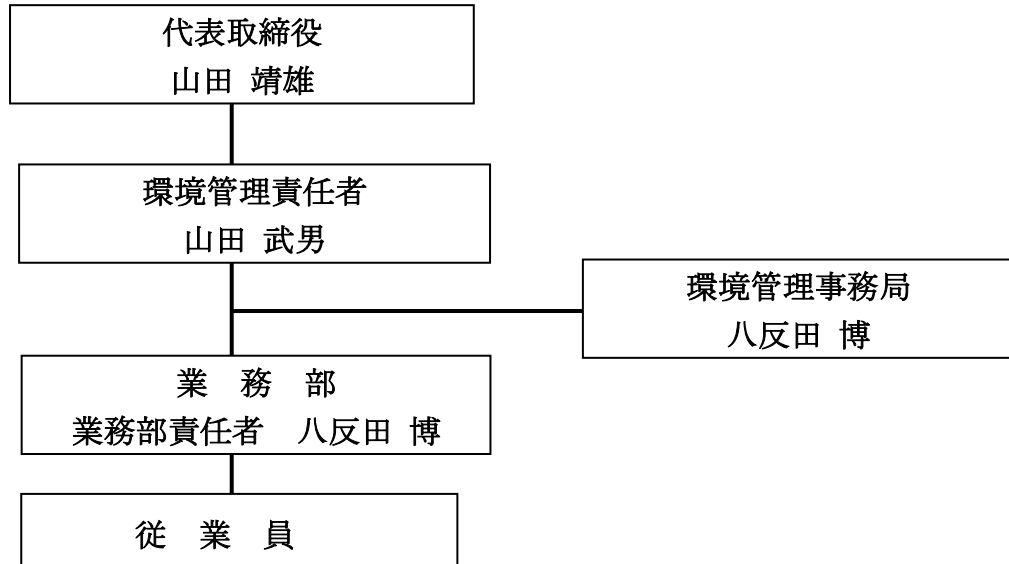 代表取締役
山田 靖雄
環境管理責任者
山田 武男
環境管理事務局
八反田 博
業 務 部
業務部責任者 八反田 博
従 業 員